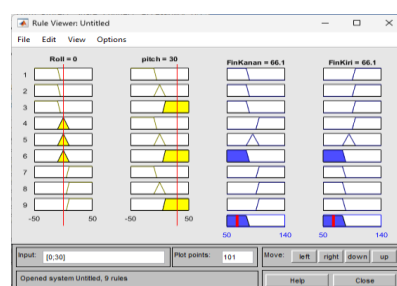 Rule Viewer: Untitled
File Edit View Options
Roll = 0 pitch = 30 FinKanan = 66.1 FinKiri = 66.1
1
2
3
4
5
6
7
8
9
-50 50 -50 50
50 140 50 140
Input: [0;30] Plot points: 101 Move: left right down up
Opened system Untitled, 9 rules Help Close